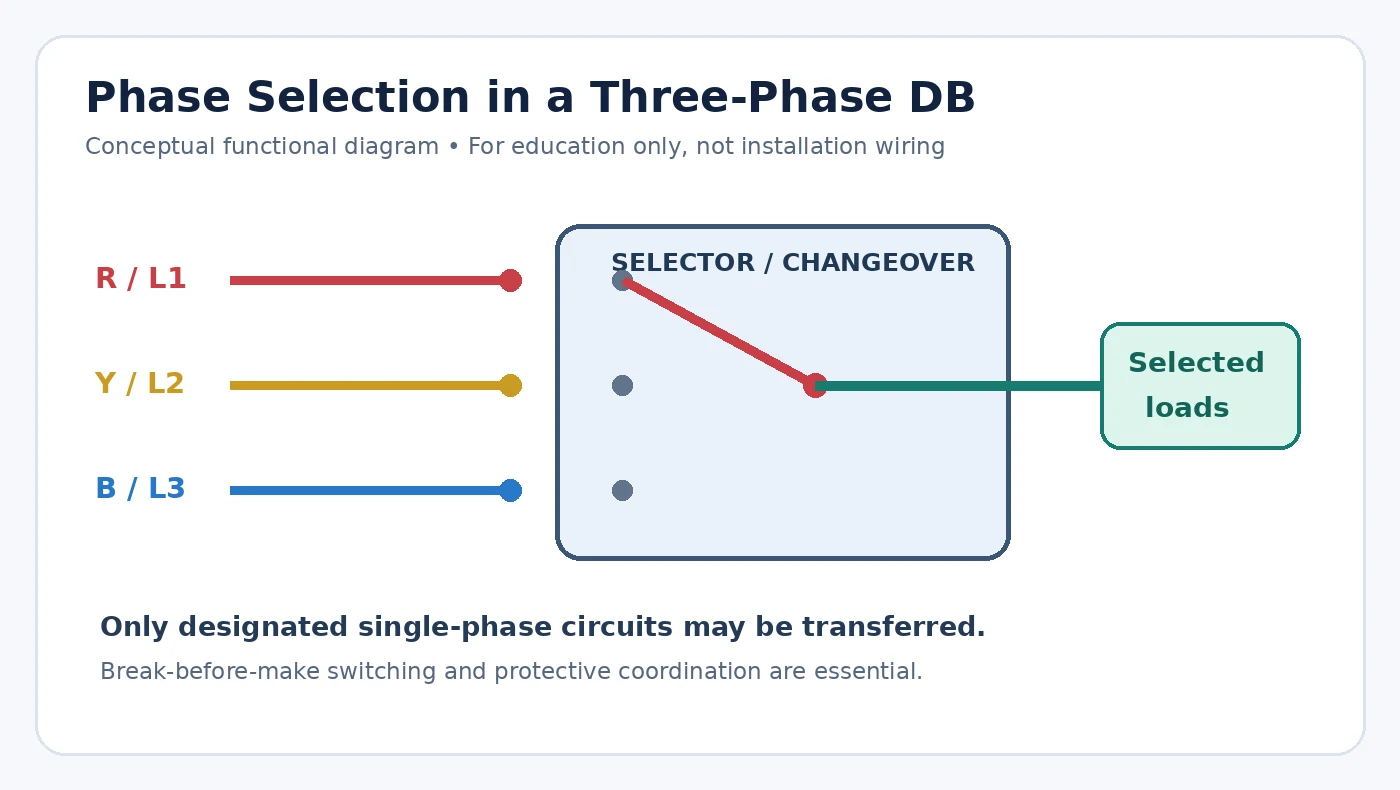 Phase Selection in a Three-Phase DB
Conceptual functional diagram • For education only, not installation wiring
SELECTOR / CHANGEOVER
R / L1
Y / L2
B / L3
Selected
loads
Only designated single-phase circuits may be transferred.
Break-before-make switching and protective coordination are essential.